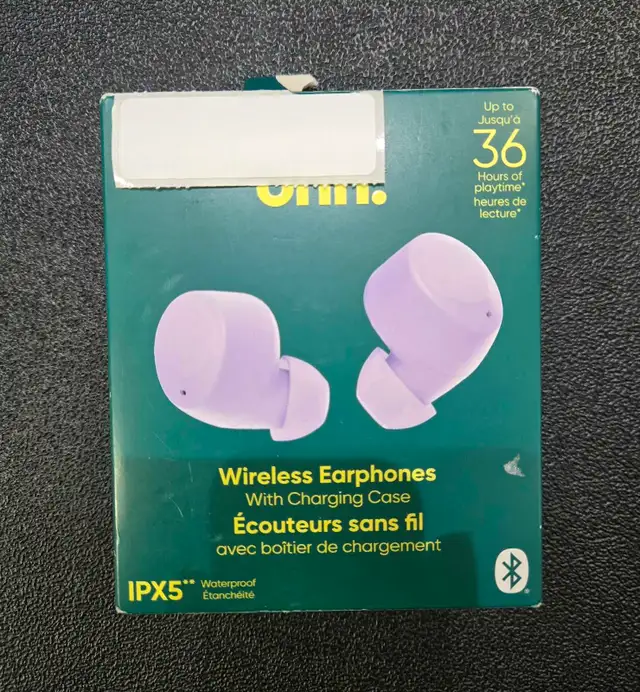 onn.
Up to
Jusqu'à
36
Hours of
playtime*
heures de
lecture*
Wireless Earphones
With Charging Case
Écouteurs sans fil
avec boîtier de chargement
IPX5** Waterproof
Étanchéité